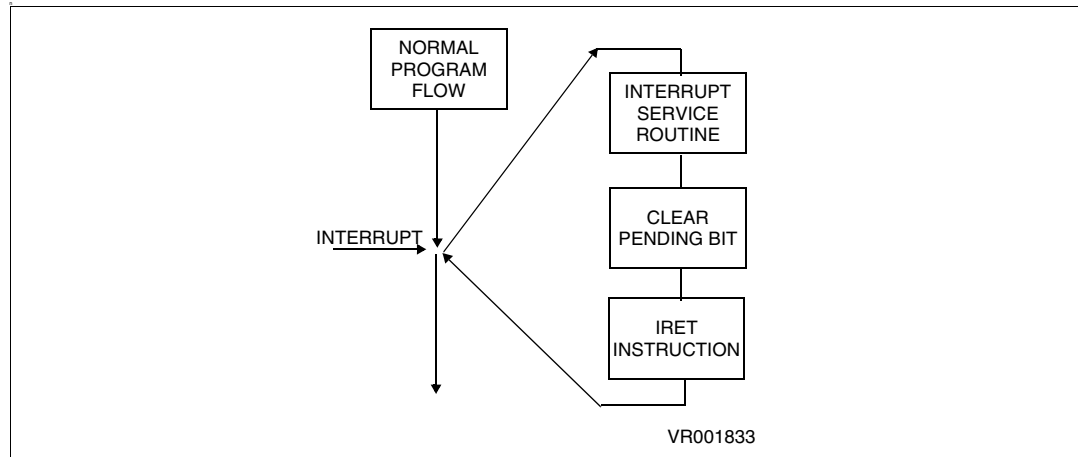 NORMAL
PROGRAM
FLOW
INTERRUPT
SERVICE
ROUTINE
CLEAR
PENDING BIT
INTERRUPT
IRET
INSTRUCTION
VR001833